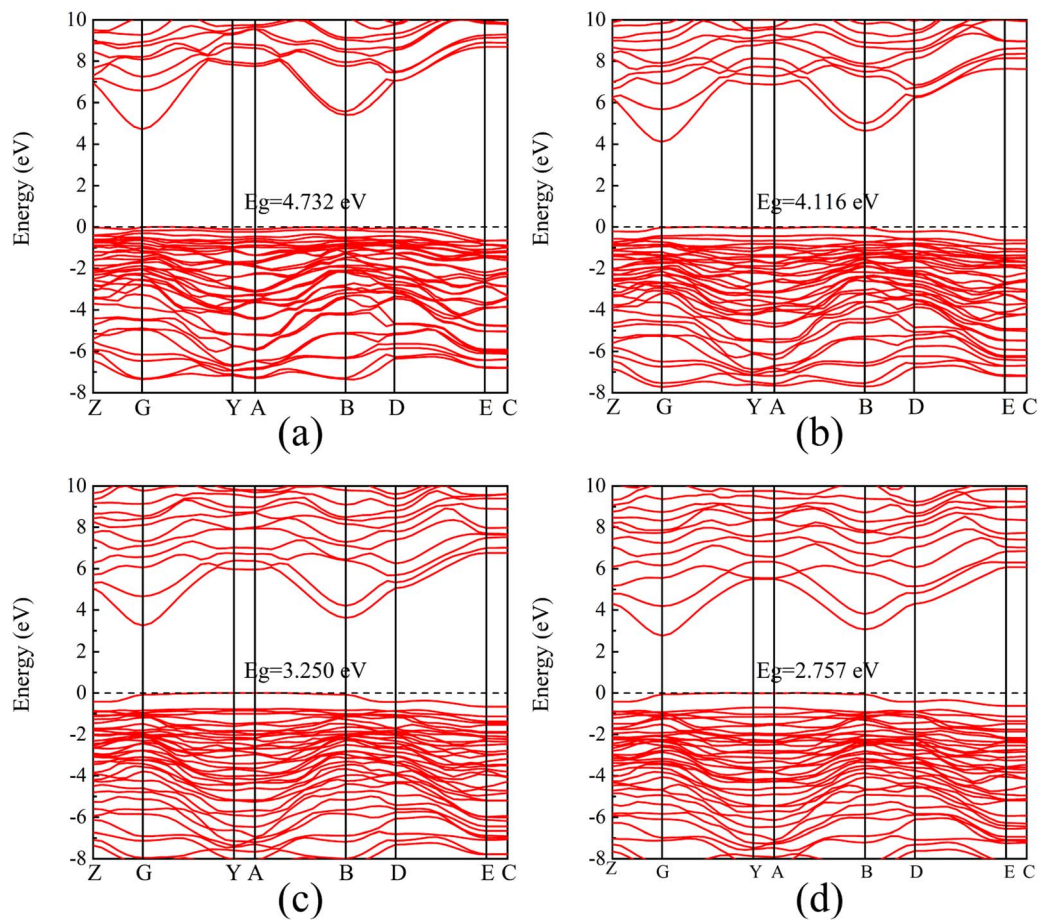 10
8
6
4
2
0
-2
-4
-6
-8
Energy (eV)
Eg=4.732 eV
Z G Y A B D E C
(a)
10
8
6
4
2
0
-2
-4
-6
-8
Energy (eV)
Eg=4.116 eV
Z G Y A B D E C
(b)
10
8
6
4
2
0
-2
-4
-6
-8
Energy (eV)
Eg=3.250 eV
Z G Y A B D E C
(c)
10
8
6
4
2
0
-2
-4
-6
-8
Energy (eV)
Eg=2.757 eV
Z G Y A B D E C
(d)